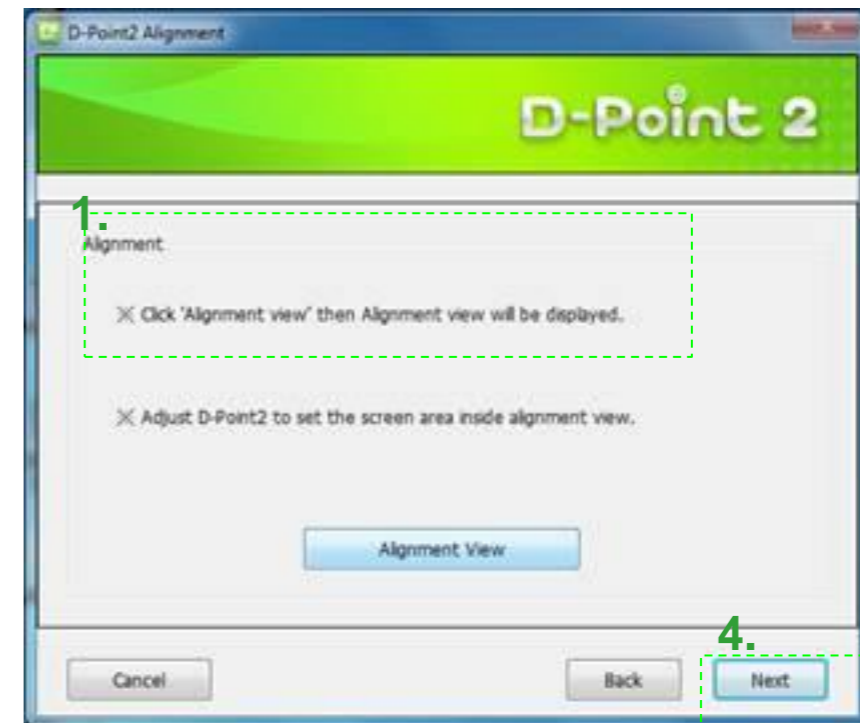 D-Point2 Alignment
D-Point 2
1.
Alignment
※ Click 'Alignment view' then Alignment view will be displayed.
※ Adjust D-Point2 to set the screen area inside alignment view.
Alignment View
4.
Cancel
Back
Next